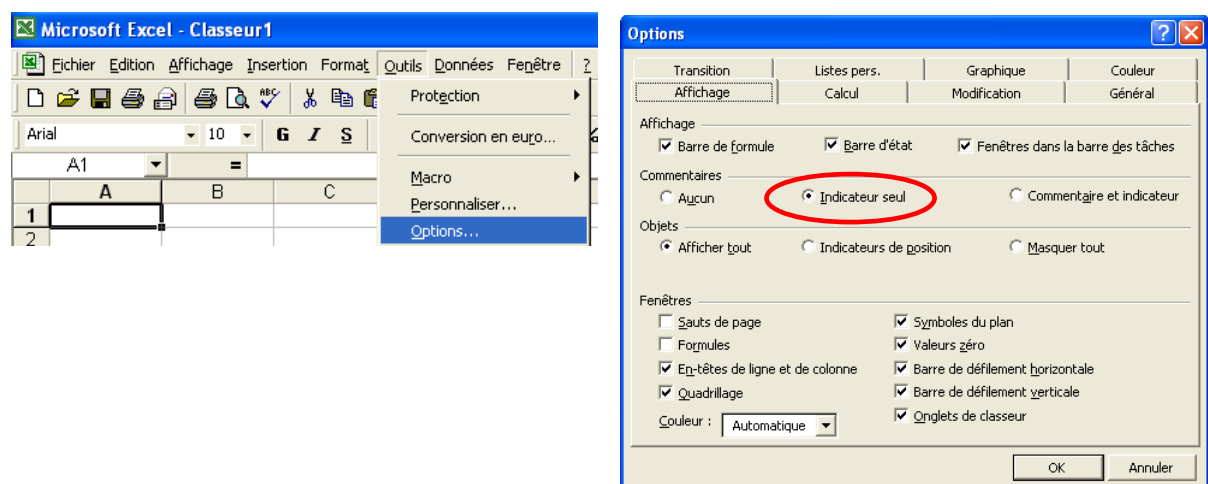 Microsoft Excel - Classeur1
Fichier Edition Affichage Insertion Format Outils Données Fenêtre ?
Arial 10 G I S
A1 =
A B C
1
2
Protection
Conversion en euro...
Macro
Personnaliser...
Options...
Options
Transition Listes pers. Graphique Couleur
Affichage Calcul Modification Général
Affichage
Barre de formule Barre d'état Fenêtres dans la barre des tâches
Commentaires
Aucun Indicateur seul Commentaire et indicateur
Objets
Afficher tout Indicateurs de position Masquer tout
Fenêtres
Sauts de page Symboles du plan
Formules Valeurs zéro
En-têtes de ligne et de colonne Barre de défilement horizontale
Quadrillage Barre de défilement verticale
Couleur : Automatique Onglets de classeur
OK Annuler